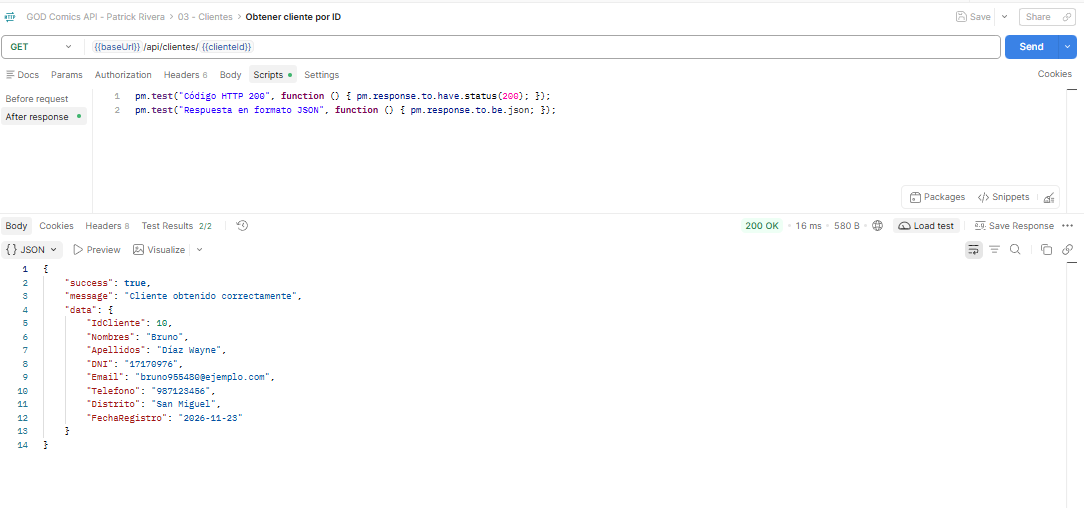 HTTP GOD Comics API - Patrick Rivera > 03 - Clientes > Obtener cliente por ID Save Share
GET {{baseUrl}} /api/clientes/ {{clienteId}} Send
Docs Params Authorization Headers 6 Body Scripts Settings Cookies
Before request
After response
1 pm.test("Código HTTP 200", function () { pm.response.to.have.status(200); });
2 pm.test("Respuesta en formato JSON", function () { pm.response.to.be.json; });
Packages Snippets
Body Cookies Headers 8 Test Results 2/2 200 OK • 16 ms • 580 B • Load test Save Response
{} JSON Preview Visualize
1 {
2 "success": true,
3 "message": "Cliente obtenido correctamente",
4 "data": {
5 "IdCliente": 10,
6 "Nombres": "Bruno",
7 "Apellidos": "Díaz Wayne",
8 "DNI": "17170976",
9 "Email": "bruno955480@ejemplo.com",
10 "Telefono": "987123456",
11 "Distrito": "San Miguel",
12 "FechaRegistro": "2026-11-23"
13 }
14 }